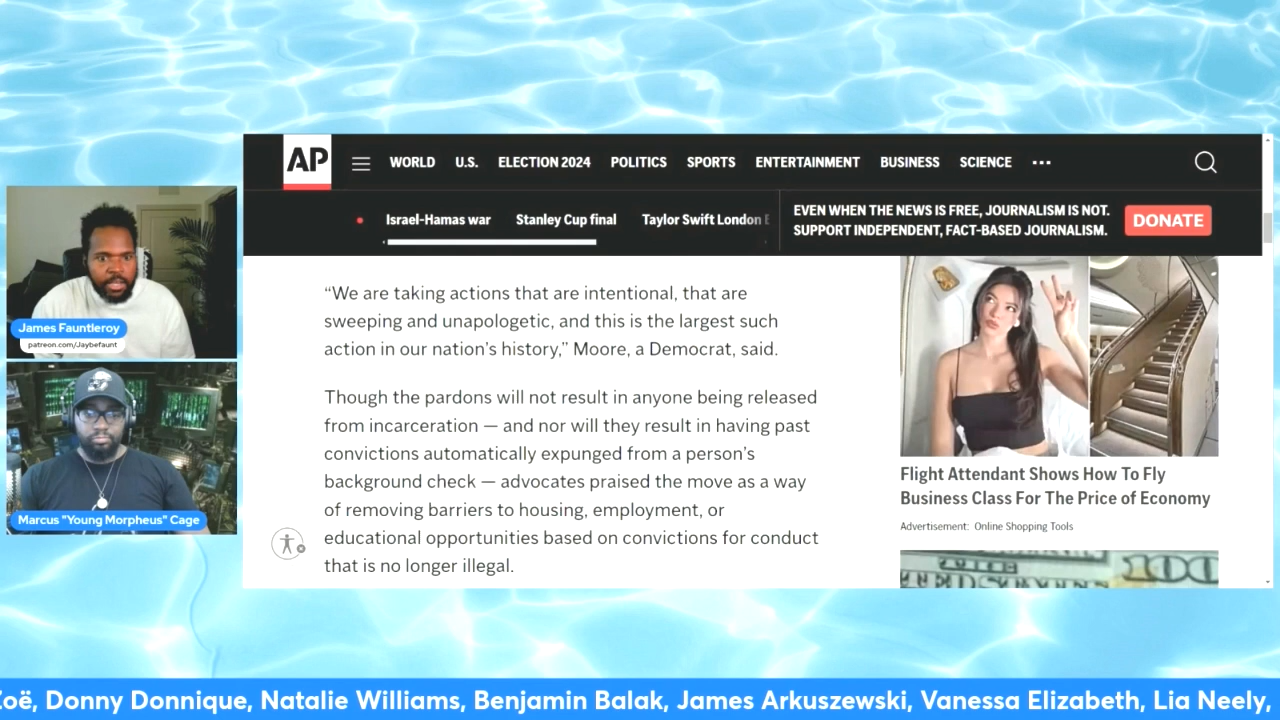 AP
WORLD U.S. ELECTION 2024 POLITICS SPORTS ENTERTAINMENT BUSINESS SCIENCE
Israel-Hamas war Stanley Cup final Taylor Swift London
EVEN WHEN THE NEWS IS FREE, JOURNALISM IS NOT.
SUPPORT INDEPENDENT, FACT-BASED JOURNALISM.
DONATE
James Fauntleroy
patreon.com/Jaybefaunt
Marcus "Young Morpheus" Cage
“We are taking actions that are intentional, that are
sweeping and unapologetic, and this is the largest such
action in our nation’s history,” Moore, a Democrat, said.
Though the pardons will not result in anyone being released
from incarceration — and nor will they result in having past
convictions automatically expunged from a person’s
background check — advocates praised the move as a way
of removing barriers to housing, employment, or
educational opportunities based on convictions for conduct
that is no longer illegal.
Flight Attendant Shows How To Fly
Business Class For The Price of Economy
Advertisement: Online Shopping Tools
100
Zoë, Donny Donnique, Natalie Williams, Benjamin Balak, James Arkuszewski, Vanessa Elizabeth, Lia Neely,